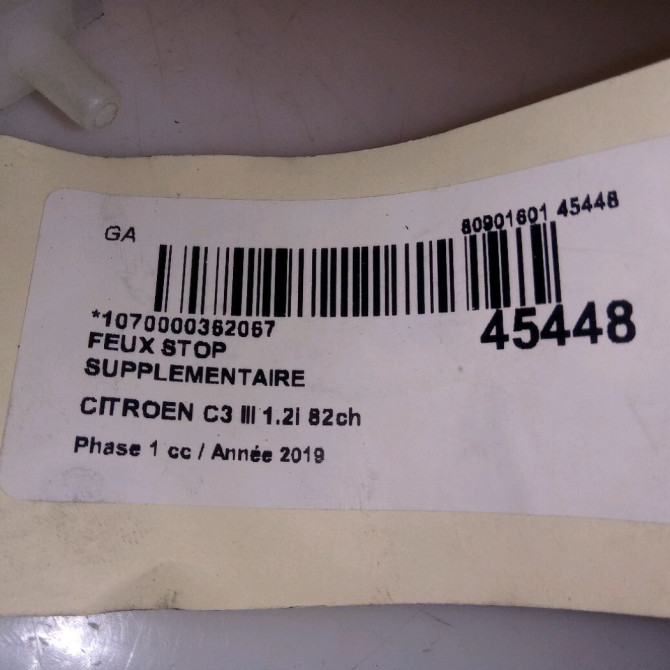 GA
80901601 45448
*1070000362067
45448
FEUX STOP
SUPPLEMENTAIRE
CITROEN C3 III 1.2i 82ch
Phase 1 cc / Année 2019